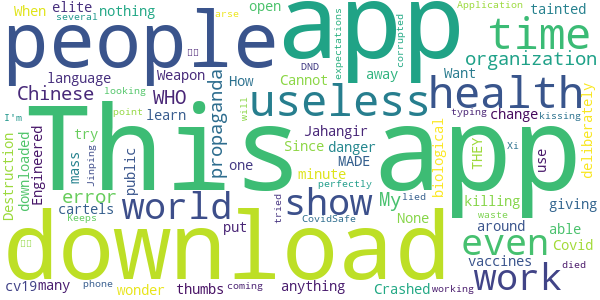 When elite nothing several
people app
open arse Application tainted
language Weapon
Chinese WHO
How Cannot away
expectations corrupted
time
organization
Want
DND
looking
I'm point
learn
propaganda
useless
health
typing change kissing
deliberately
This app
will
Jahangir
Since danger
MADE
one minute
perfectly
biological
THEY
Xi
use
Destruction
downloaded
Engineered
mass
try
Jinping
public
error
cartels
Keeps
world
put
tried
show
CovidSafe
lied
My
None
killing
waste
giving
around able
Covid
vaccines
download
even
work
died
cv19 many phone
wonder
thumbs coming anything
Crashed working